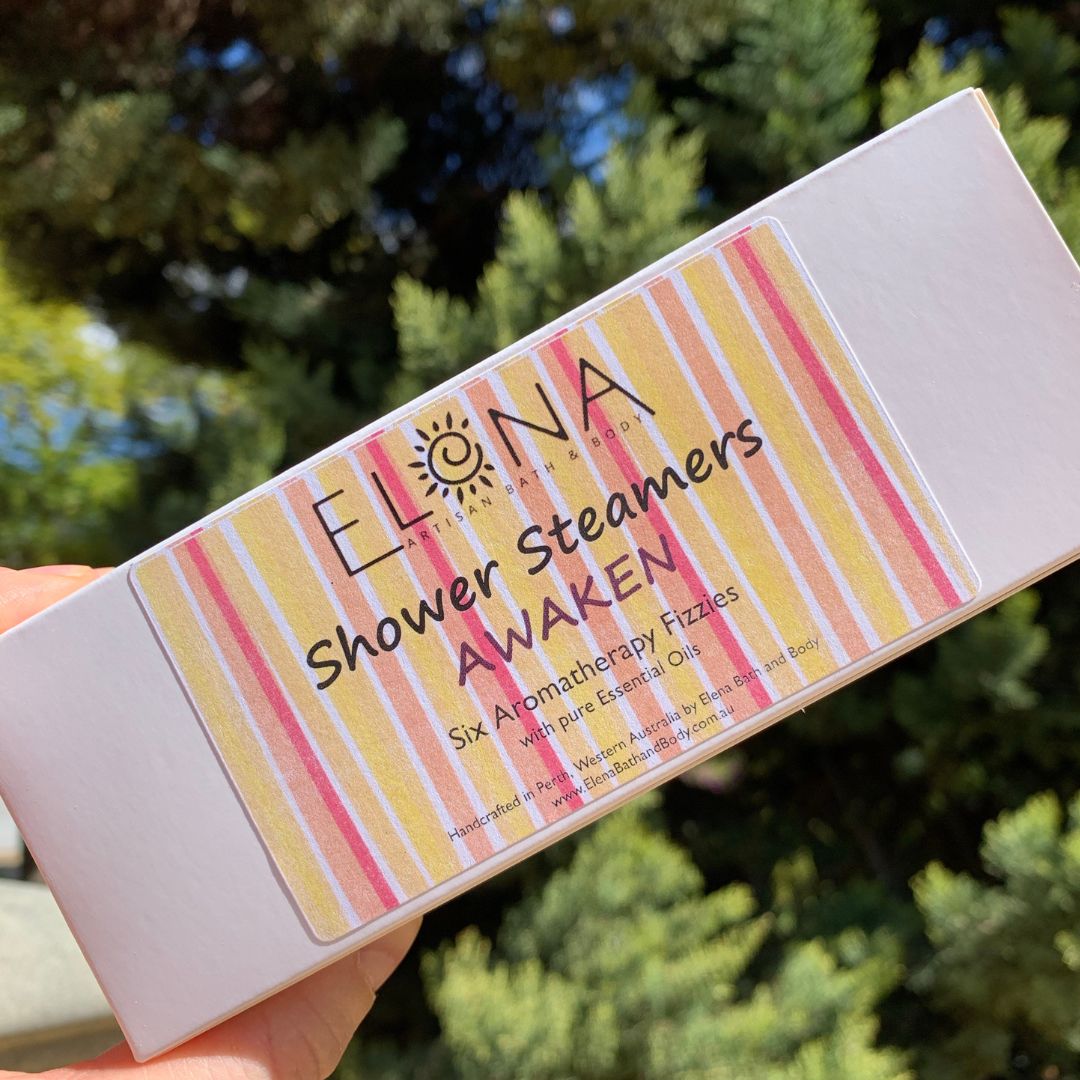 ELeNA
ARTISAN BATH & BODY
Shower Steamers
AWAKEN
Six Aromatherapy Fizzies
with pure Essential Oils
Handcrafted in Perth, Western Australia by Elena Bath and Body
www.ElenaBathandBody.com.au